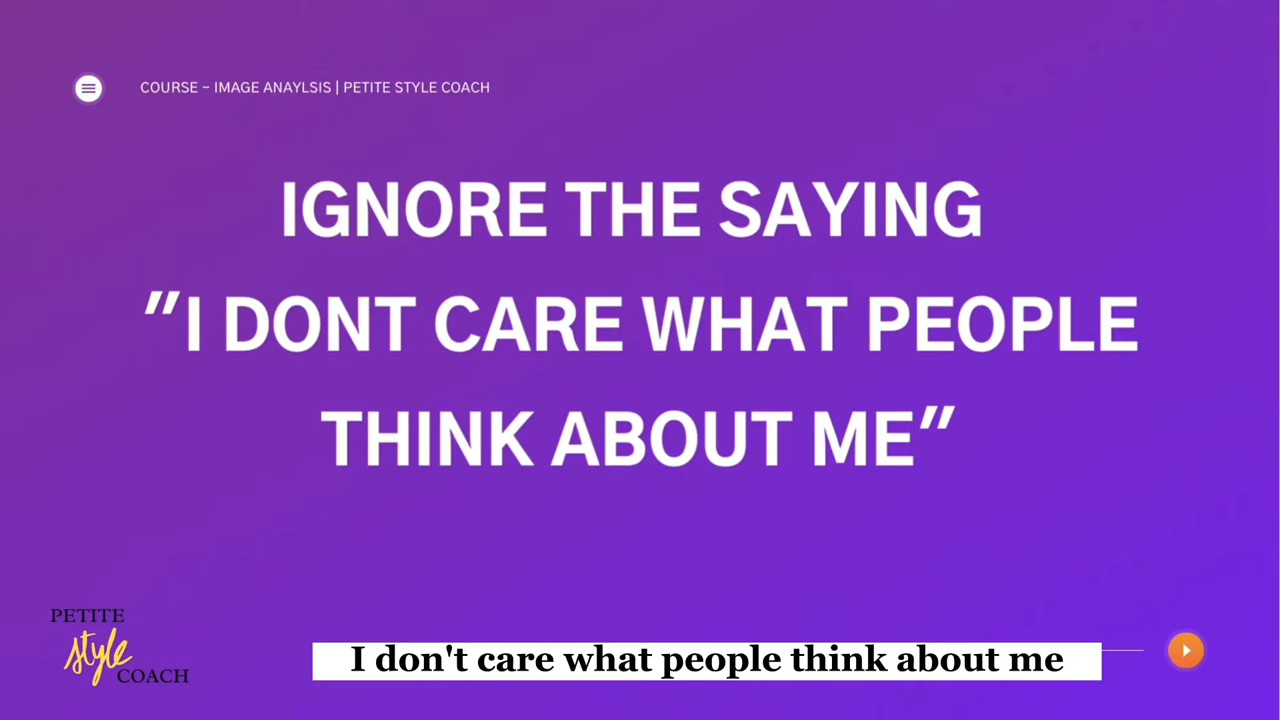 COURSE – IMAGE ANAYLSIS | PETITE STYLE COACH
IGNORE THE SAYING
"I DONT CARE WHAT PEOPLE
THINK ABOUT ME"
PETITE
style
COACH
I don't care what people think about me